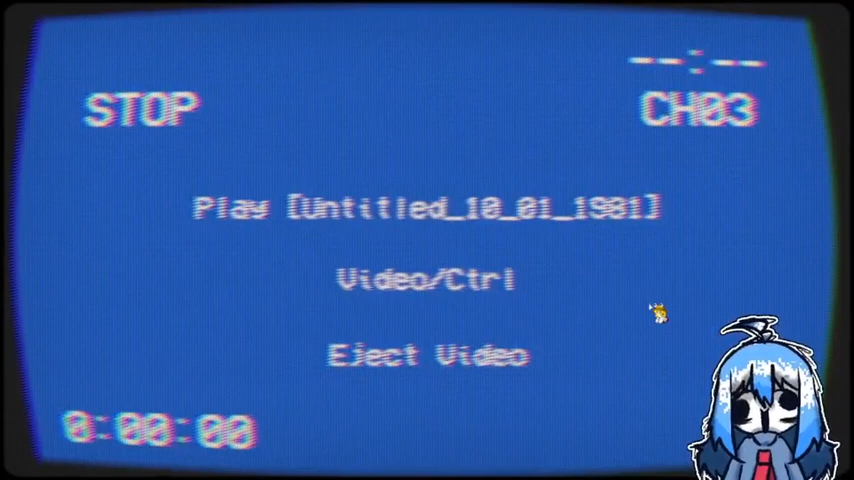 --:--
STOP
CH03
Play [Untitled_10_01_1981]
Video/Ctrl
Eject Video
0:00:00